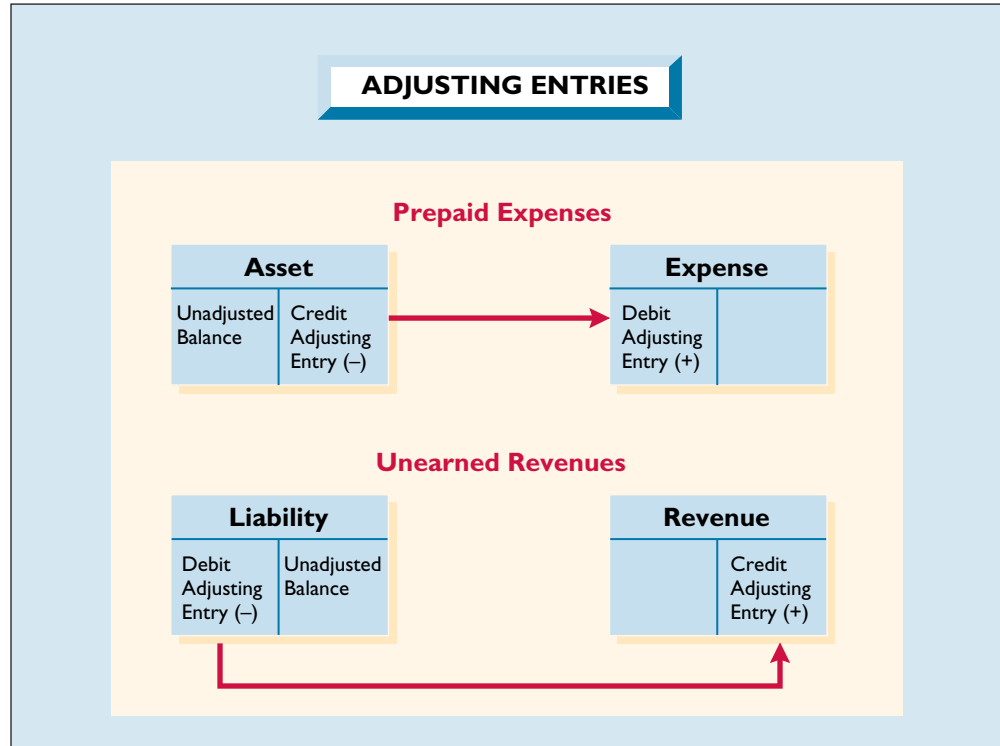 ADJUSTING ENTRIES
Prepaid Expenses
Asset
Unadjusted
Balance
Credit
Adjusting
Entry (–)
Expense
Debit
Adjusting
Entry (+)
Unearned Revenues
Liability
Debit
Adjusting
Entry (–)
Unadjusted
Balance
Revenue
Credit
Adjusting
Entry (+)